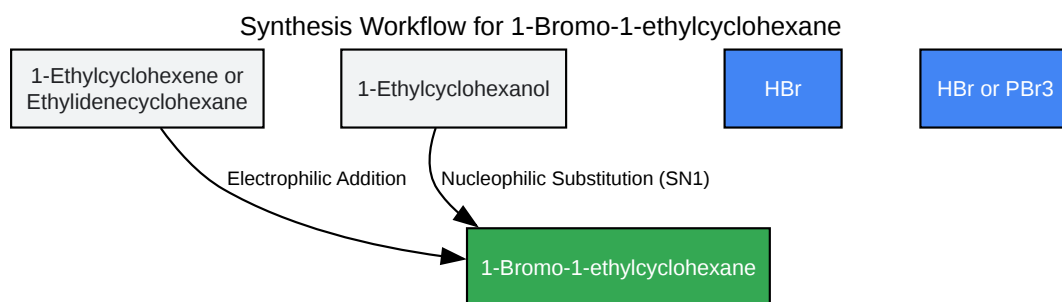 Synthesis Workflow for 1-Bromo-1-ethylcyclohexane
1-Ethylcyclohexene or
Ethylidenecyclohexane
1-Ethylcyclohexanol
HBr
HBr or PBr3
Electrophilic Addition
Nucleophilic Substitution (SN1)
1-Bromo-1-ethylcyclohexane